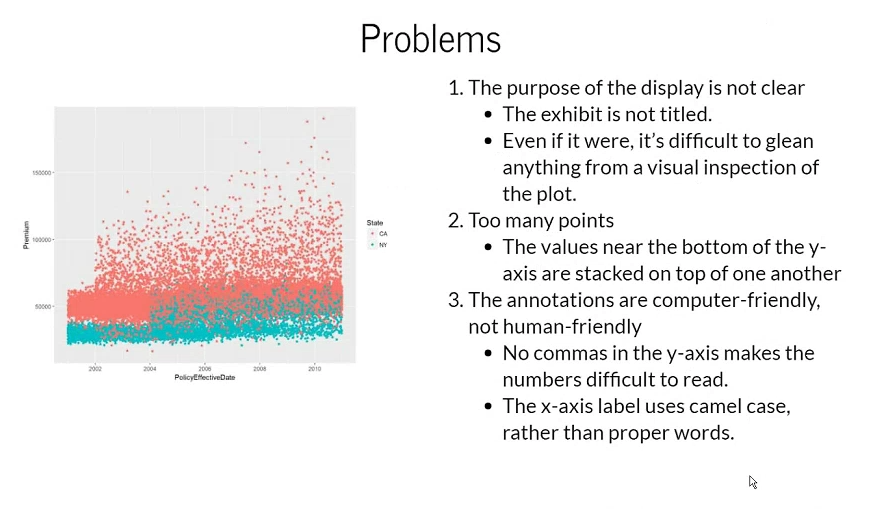 Problems
150000
100000
50000
Premium
2002
2004
2006
2008
2010
PolicyEffectiveDate
State
CA
NY
1. The purpose of the display is not clear
• The exhibit is not titled.
• Even if it were, it’s difficult to glean
anything from a visual inspection of
the plot.
2. Too many points
• The values near the bottom of the y-
axis are stacked on top of one another
3. The annotations are computer-friendly,
not human-friendly
• No commas in the y-axis makes the
numbers difficult to read.
• The x-axis label uses camel case,
rather than proper words.